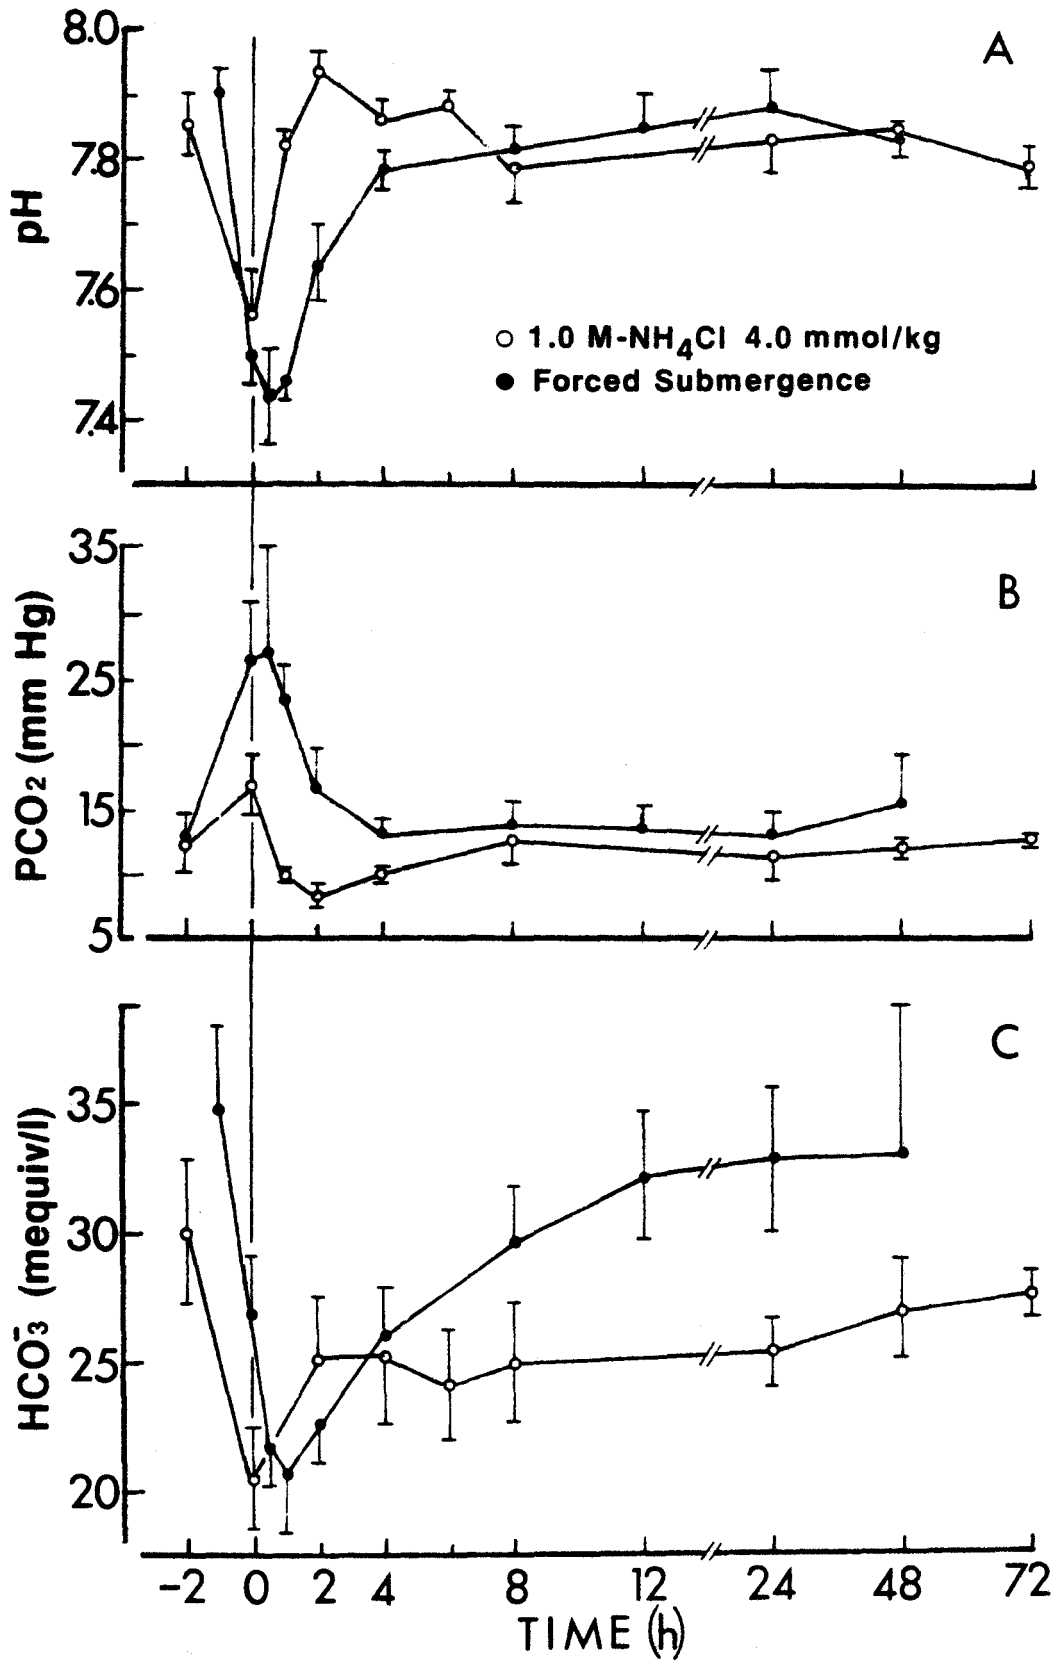 A
8.0
7.8
7.6
7.4
pH
1.0 M-NH4Cl 4.0 mmol/kg
Forced Submergence
B
35
25
15
5
PCO2 (mm Hg)
C
35
30
25
20
HCO3⁻ (mequiv/l)
-2 0 2 4 8 12 24 48 72
TIME (h)